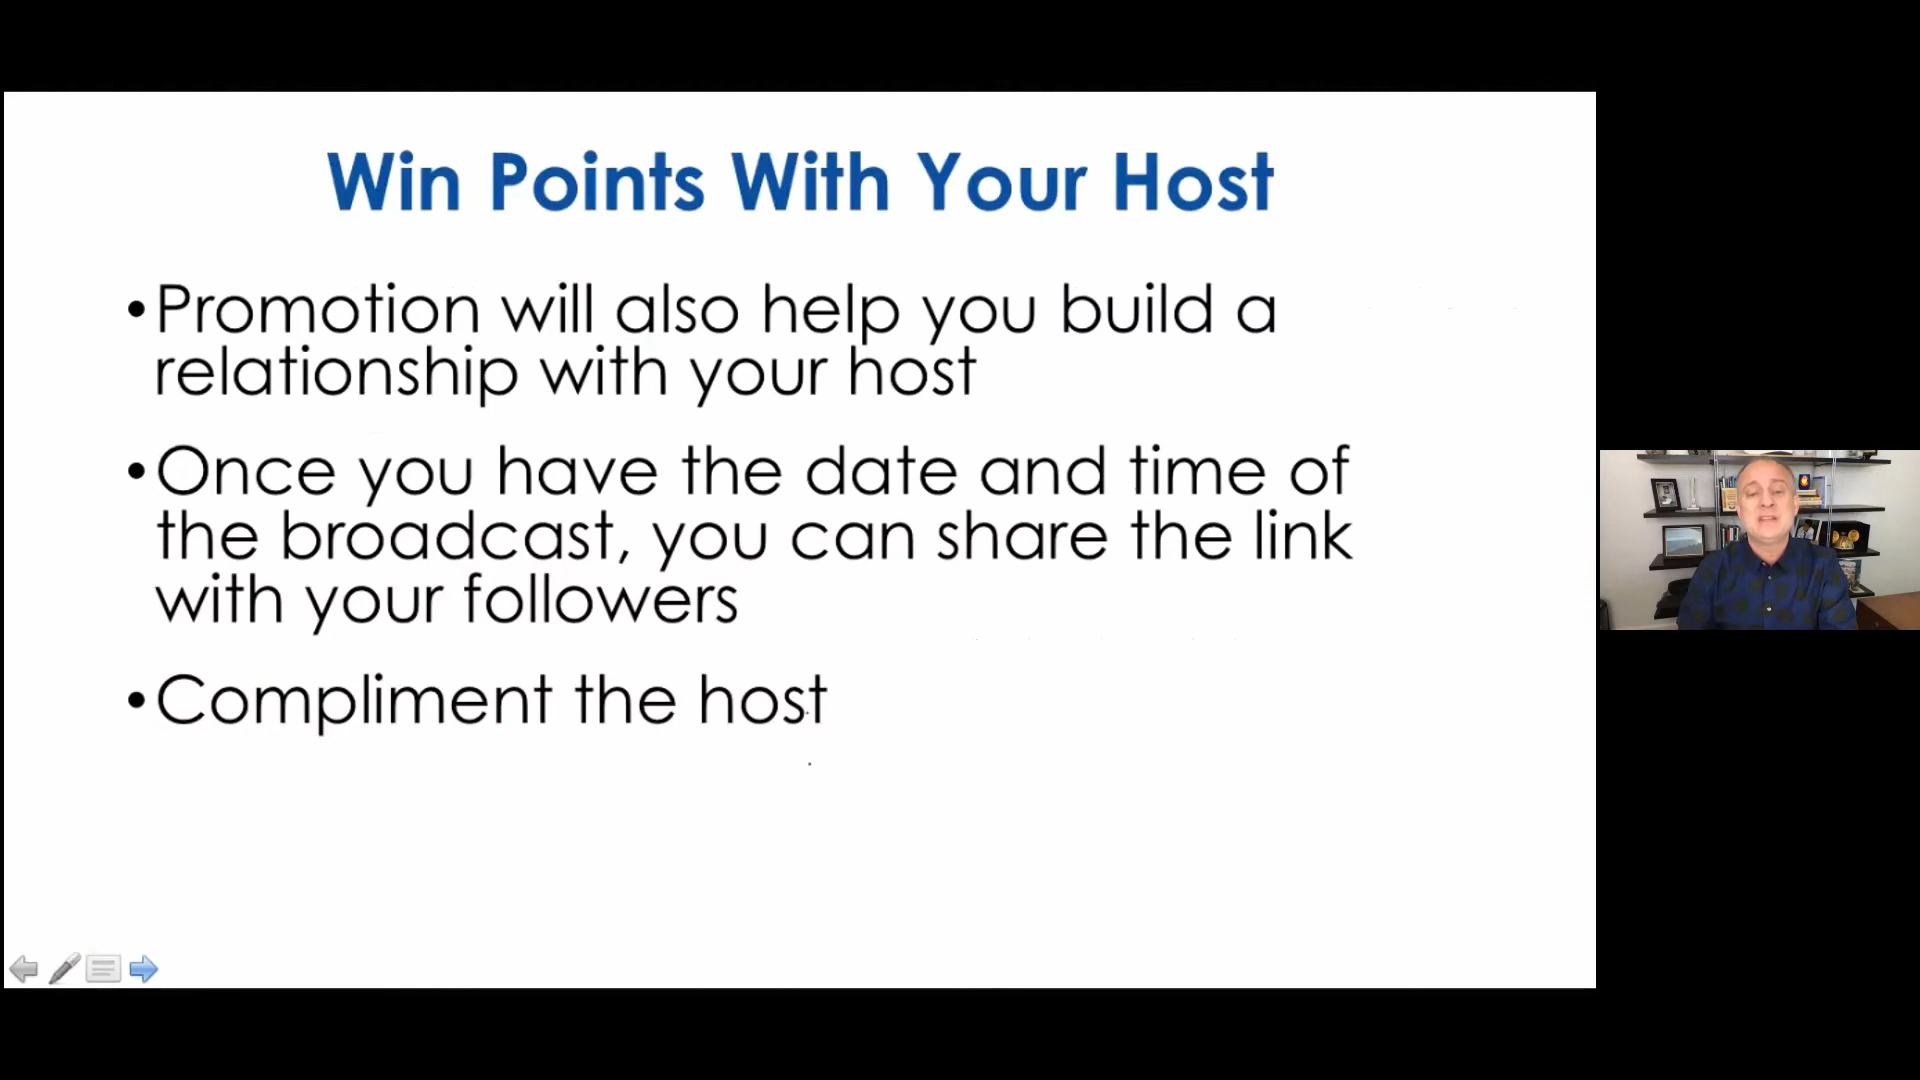 Win Points With Your Host
•Promotion will also help you build a
relationship with your host
•Once you have the date and time of
the broadcast, you can share the link
with your followers
•Compliment the host